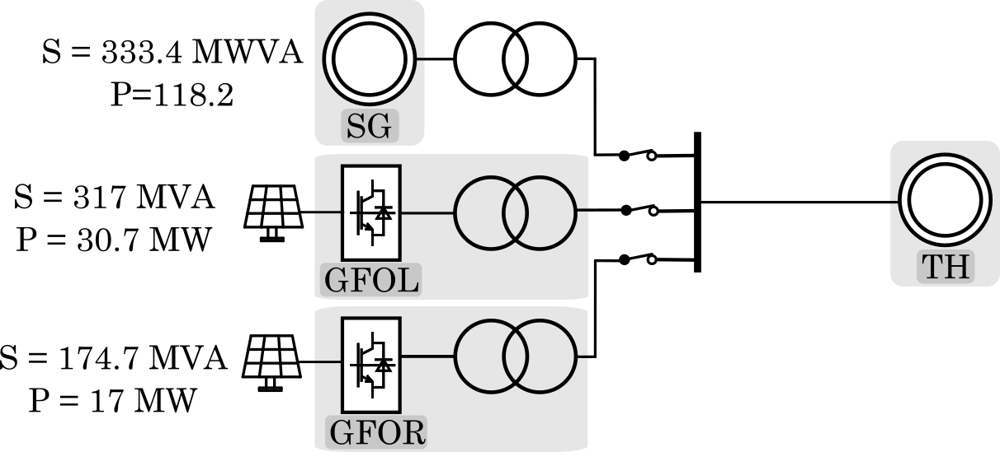 S = 333.4 MWVA
P=118.2
SG
S = 317 MVA
P = 30.7 MW
GFOL
TH
S = 174.7 MVA
P = 17 MW
GFOR